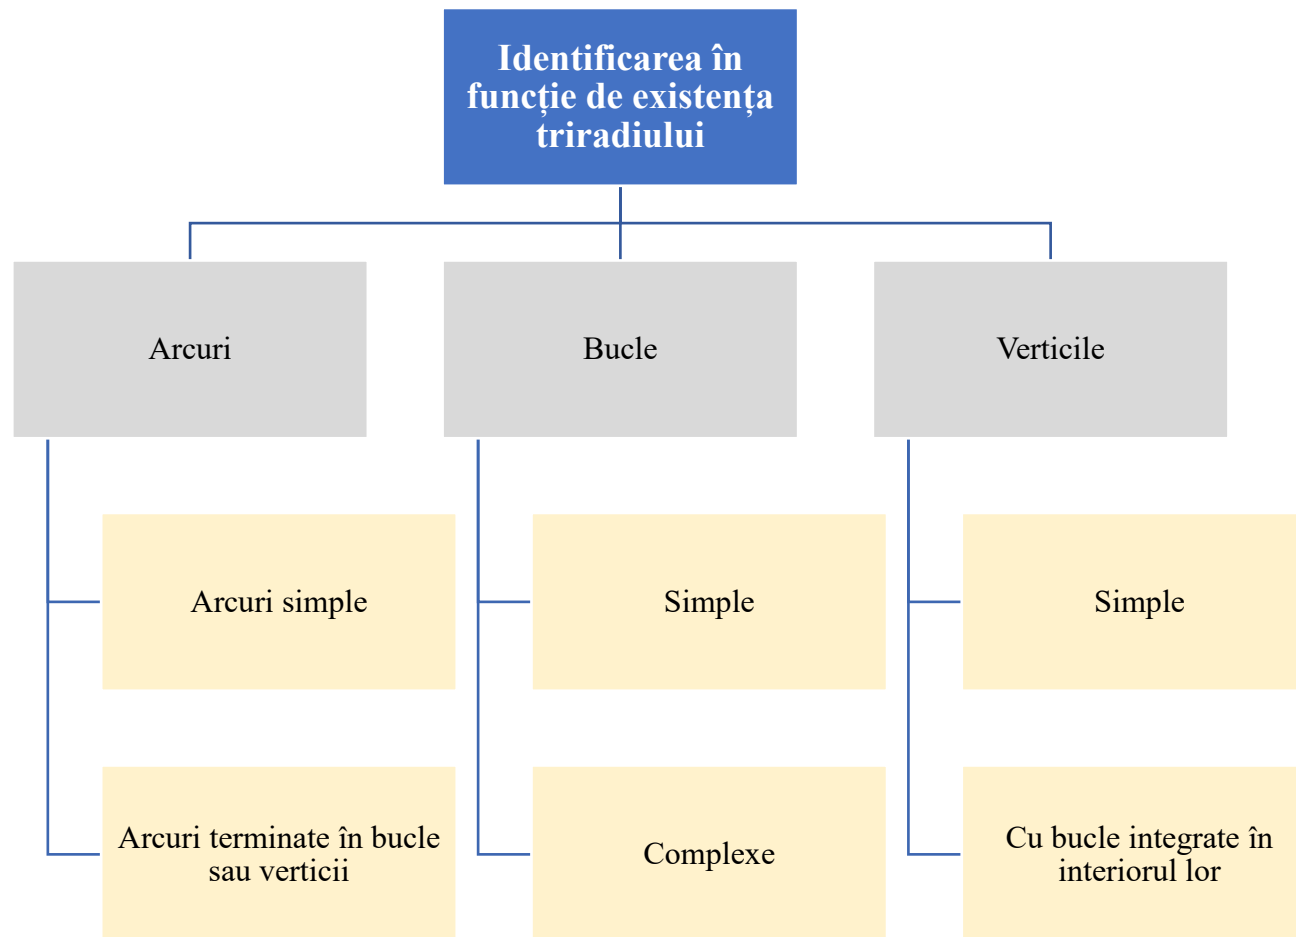 Identificarea în
funcție de existența
triradiului
Arcuri
Bucle
Verticile
Arcuri simple
Simple
Simple
Arcuri terminate în bucle
sau verticii
Complexe
Cu bucle integrate în
interiorul lor